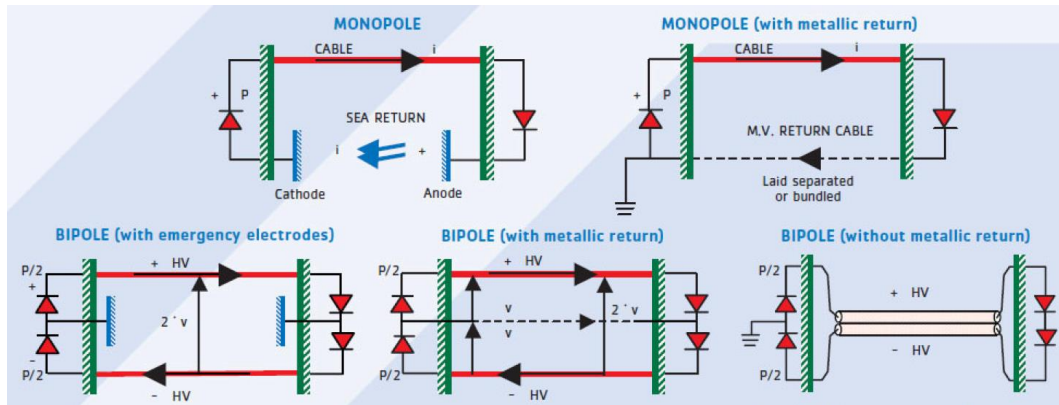 MONOPOLE
CABLE
i
+
P
SEA RETURN
i
+
Cathode
Anode
MONOPOLE (with metallic return)
CABLE
i
+
P
M.V. RETURN CABLE
Laid separated
or bundled
BIPOLE (with emergency electrodes)
P/2
+
+ HV
2 · v
–
P/2
– HV
BIPOLE (with metallic return)
P/2
+ HV
v
2 · v
v
P/2
– HV
BIPOLE (without metallic return)
P/2
+ HV
– HV
P/2